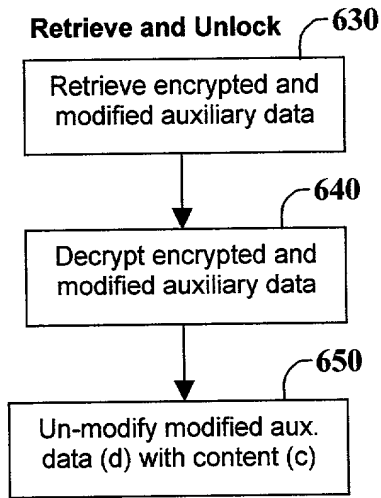 Retrieve and Unlock
630
Retrieve encrypted and
modified auxiliary data
640
Decrypt encrypted and
modified auxiliary data
650
Un-modify modified aux.
data (d) with content (c)